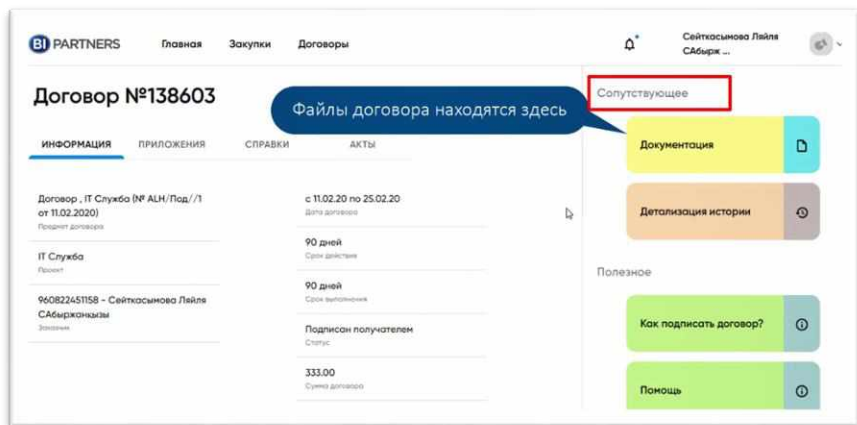 BI PARTNERS
Главная
Закупки
Договоры
Сейткасымова Ляйля
САбырж ...
Договор №138603
Файлы договора находятся здесь
Сопутствующее
ИНФОРМАЦИЯ
ПРИЛОЖЕНИЯ
СПРАВКИ
АКТЫ
Документация
Договор , IT Служба (№ ALH/Под//1
от 11.02.2020)
Предмет договора
IT Служба
Проект
960822451158 - Сейткасымова Ляйля
САбыржанқызы
Заказчик
с 11.02.20 по 25.02.20
Дата договора
90 дней
Срок действия
90 дней
Срок выполнения
Подписан получателем
Статус
333.00
Сумма договора
Детализация истории
Полезное
Как подписать договор?
Помощь